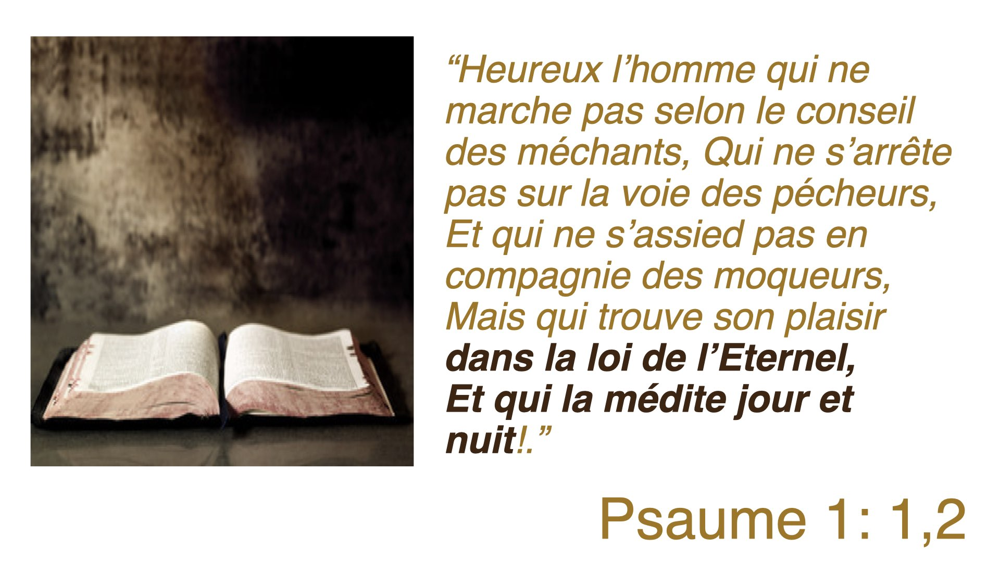 “Heureux l’homme qui ne
marche pas selon le conseil
des méchants, Qui ne s’arrête
pas sur la voie des pécheurs,
Et qui ne s’assied pas en
compagnie des moqueurs,
Mais qui trouve son plaisir
dans la loi de l’Eternel,
Et qui la médite jour et
nuit!.”
Psaume 1: 1,2